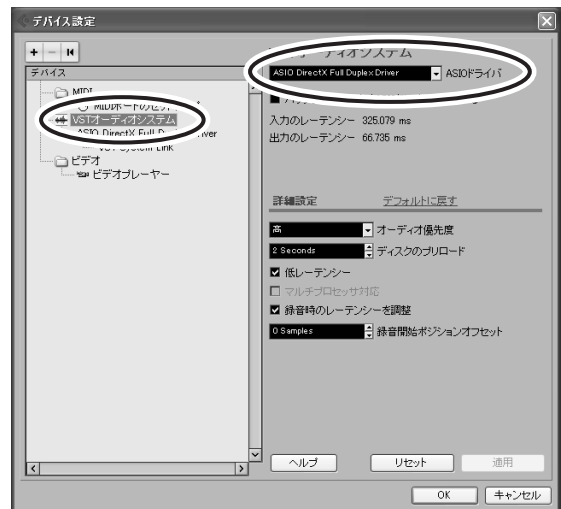 デバイス設定
+ - |◀
デバイス
MIDI
VSTオーディオシステム
ASIO DirectX Full
VST System Link
ビデオ
ビデオプレーヤー
ASIO DirectX Full Duplex Driver ASIOドライバ
入力のレーテンシー 325.079 ms
出力のレーテンシー 66.735 ms
詳細設定 デフォルトに戻す
高 オーディオ優先度
2 Seconds ディスクのプリロード
低レーテンシー
マルチプロセッサ対応
録音時のレーテンシーを調整
0 Samples 録音開始ポジションオフセット
ヘルプ リセット 適用
OK キャンセル